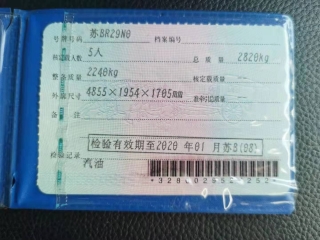 号牌号码 苏BR29N0 档案编号
核定载人数 5人 总质量 2820kg
整备质量 2240kg 核定载质量 --
外廓尺寸 4855×1954×1705mm 准牵引总质量 --
备注
检验有效期至2020年01月苏B(08)
检验记录
汽油